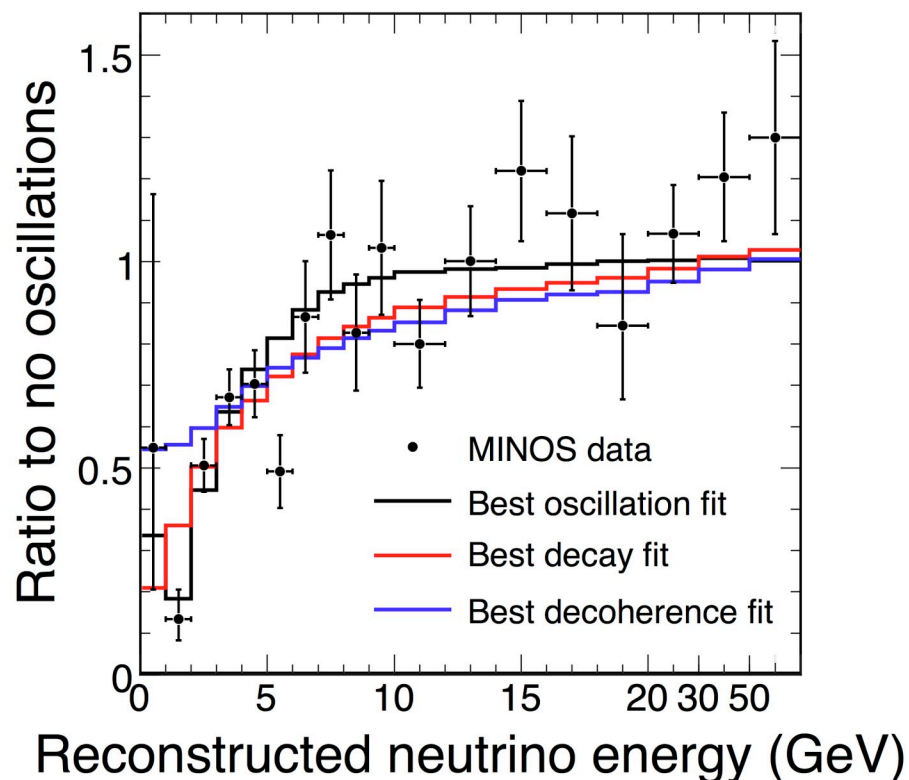 Ratio to no oscillations
1.5
1
0.5
0
MINOS data
Best oscillation fit
Best decay fit
Best decoherence fit
0 5 10 15 20 30 50
Reconstructed neutrino energy (GeV)